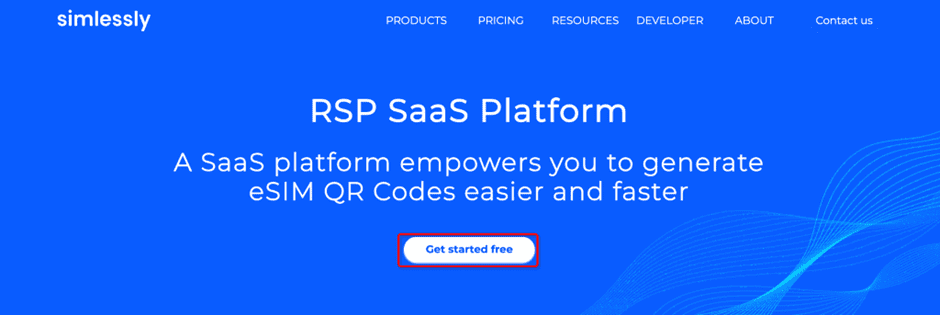 simlessly
PRODUCTS PRICING RESOURCES DEVELOPER ABOUT Contact us
RSP SaaS Platform
A SaaS platform empowers you to generate
eSIM QR Codes easier and faster
Get started free